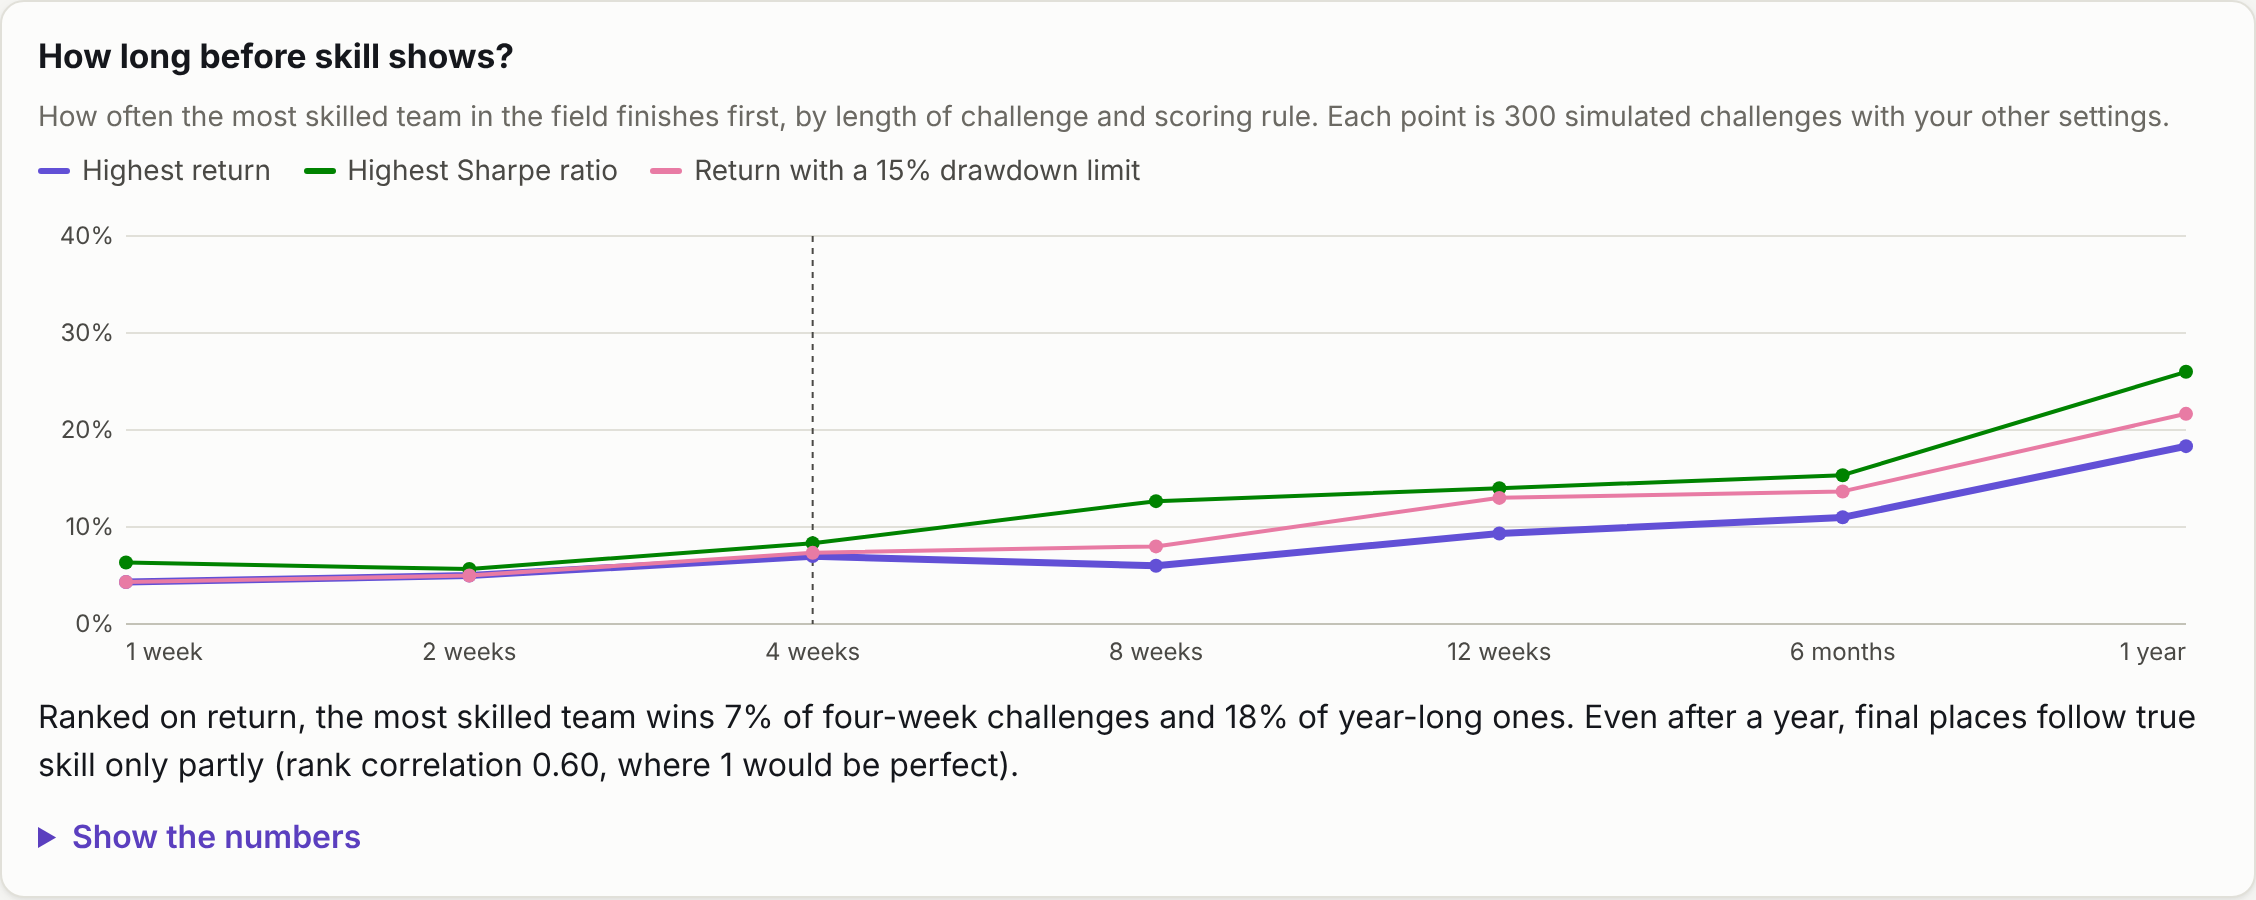 How long before skill shows?
How often the most skilled team in the field finishes first, by length of challenge and scoring rule. Each point is 300 simulated challenges with your other settings.
Highest return Highest Sharpe ratio Return with a 15% drawdown limit
40%
30%
20%
10%
0%
1 week 2 weeks 4 weeks 8 weeks 12 weeks 6 months 1 year
Ranked on return, the most skilled team wins 7% of four-week challenges and 18% of year-long ones. Even after a year, final places follow true
skill only partly (rank correlation 0.60, where 1 would be perfect).
Show the numbers